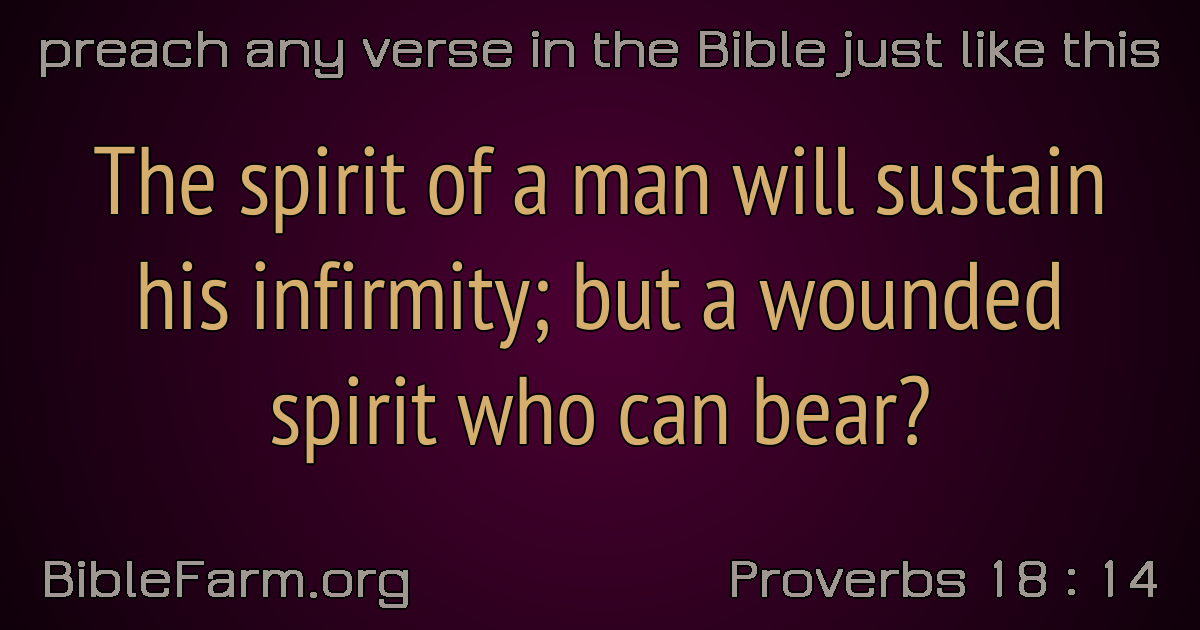 preach any verse in the Bible just like this
The spirit of a man will sustain
his infirmity; but a wounded
spirit who can bear?
BibleFarm.org
Proverbs 18 : 14